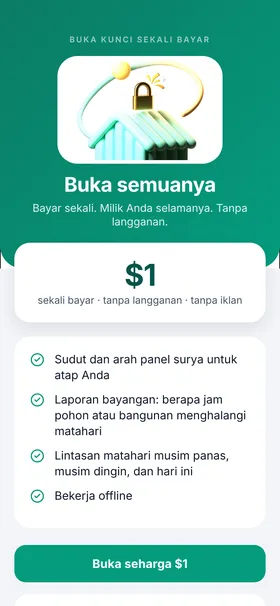 BUKA KUNCI SEKALI BAYAR
Buka semuanya
Bayar sekali. Milik Anda selamanya. Tanpa
langganan.
$1
sekali bayar · tanpa langganan · tanpa iklan
Sudut dan arah panel surya untuk
atap Anda
Laporan bayangan: berapa jam
pohon atau bangunan menghalangi
matahari
Lintasan matahari musim panas,
musim dingin, dan hari ini
Bekerja offline
Buka seharga $1